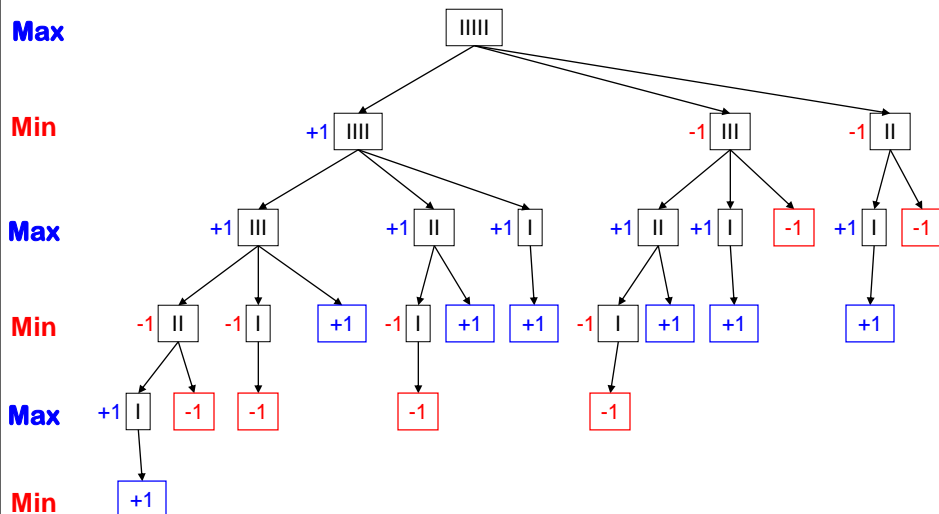 Max IIIII
Min +1 IIII -1 III -1 II
Max +1 III +1 II +1 I +1 II +1 I -1 +1 I -1
Min -1 II -1 I +1 -1 I +1 +1 -1 I +1 +1 +1
Max +1 I -1 -1 -1 -1
Min +1